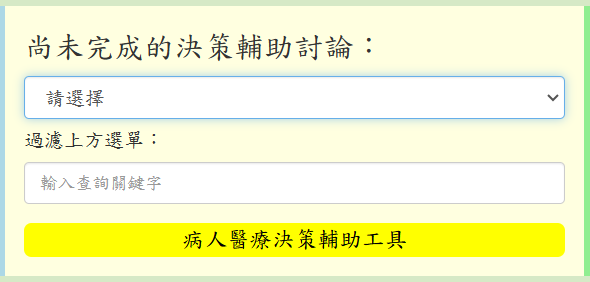 尚未完成的決策輔助討論：
請選擇
過濾上方選單：
輸入查詢關鍵字
病人醫療決策輔助工具